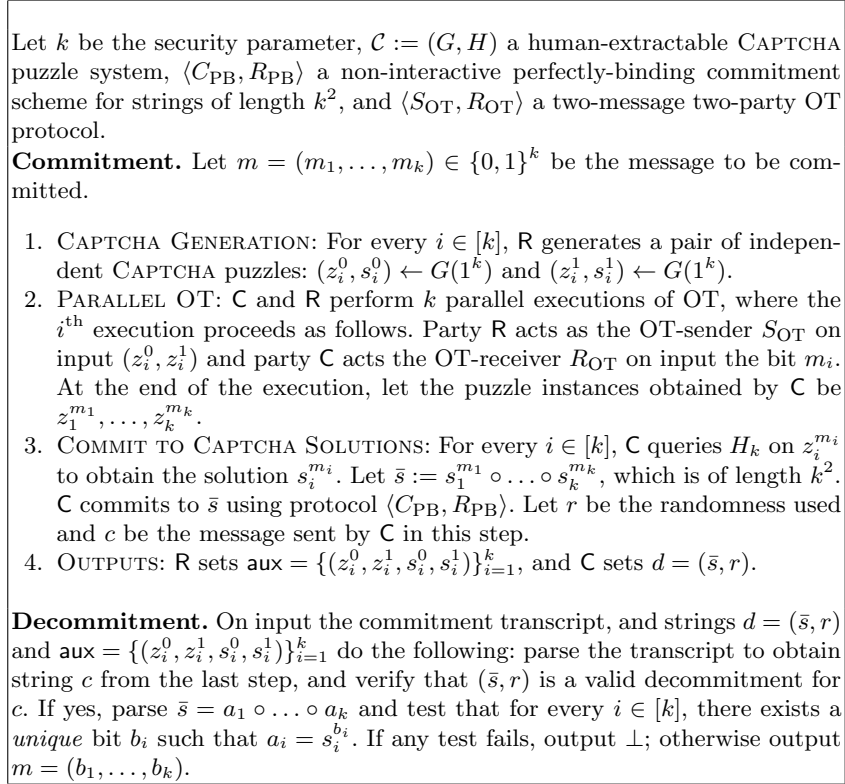 Let k be the security parameter, 𝒞 := (G, H) a human-extractable CAPTCHA
puzzle system, ⟨C_PB, R_PB⟩ a non-interactive perfectly-binding commitment
scheme for strings of length k², and ⟨S_OT, R_OT⟩ a two-message two-party OT
protocol.
Commitment. Let m = (m₁, . . . , m_k) ∈ {0, 1}^k be the message to be com-
mitted.
1. CAPTCHA GENERATION: For every i ∈ [k], R generates a pair of indepen-
dent CAPTCHA puzzles: (z_i^0, s_i^0) ← G(1^k) and (z_i^1, s_i^1) ← G(1^k).
2. PARALLEL OT: C and R perform k parallel executions of OT, where the
i^th execution proceeds as follows. Party R acts as the OT-sender S_OT on
input (z_i^0, z_i^1) and party C acts the OT-receiver R_OT on input the bit m_i.
At the end of the execution, let the puzzle instances obtained by C be
z_1^{m_1}, . . . , z_k^{m_k}.
3. COMMIT TO CAPTCHA SOLUTIONS: For every i ∈ [k], C queries H_k on z_i^{m_i}
to obtain the solution s_i^{m_i}. Let s̄ := s_1^{m_1} ∘ . . . ∘ s_k^{m_k}, which is of length k².
C commits to s̄ using protocol ⟨C_PB, R_PB⟩. Let r be the randomness used
and c be the message sent by C in this step.
4. OUTPUTS: R sets aux = {(z_i^0, z_i^1, s_i^0, s_i^1)}_{i=1}^k, and C sets d = (s̄, r).
Decommitment. On input the commitment transcript, and strings d = (s̄, r)
and aux = {(z_i^0, z_i^1, s_i^0, s_i^1)}_{i=1}^k do the following: parse the transcript to obtain
string c from the last step, and verify that (s̄, r) is a valid decommitment for
c. If yes, parse s̄ = a₁ ∘ . . . ∘ a_k and test that for every i ∈ [k], there exists a
unique bit b_i such that a_i = s_i^{b_i}. If any test fails, output ⊥; otherwise output
m = (b₁, . . . , b_k).